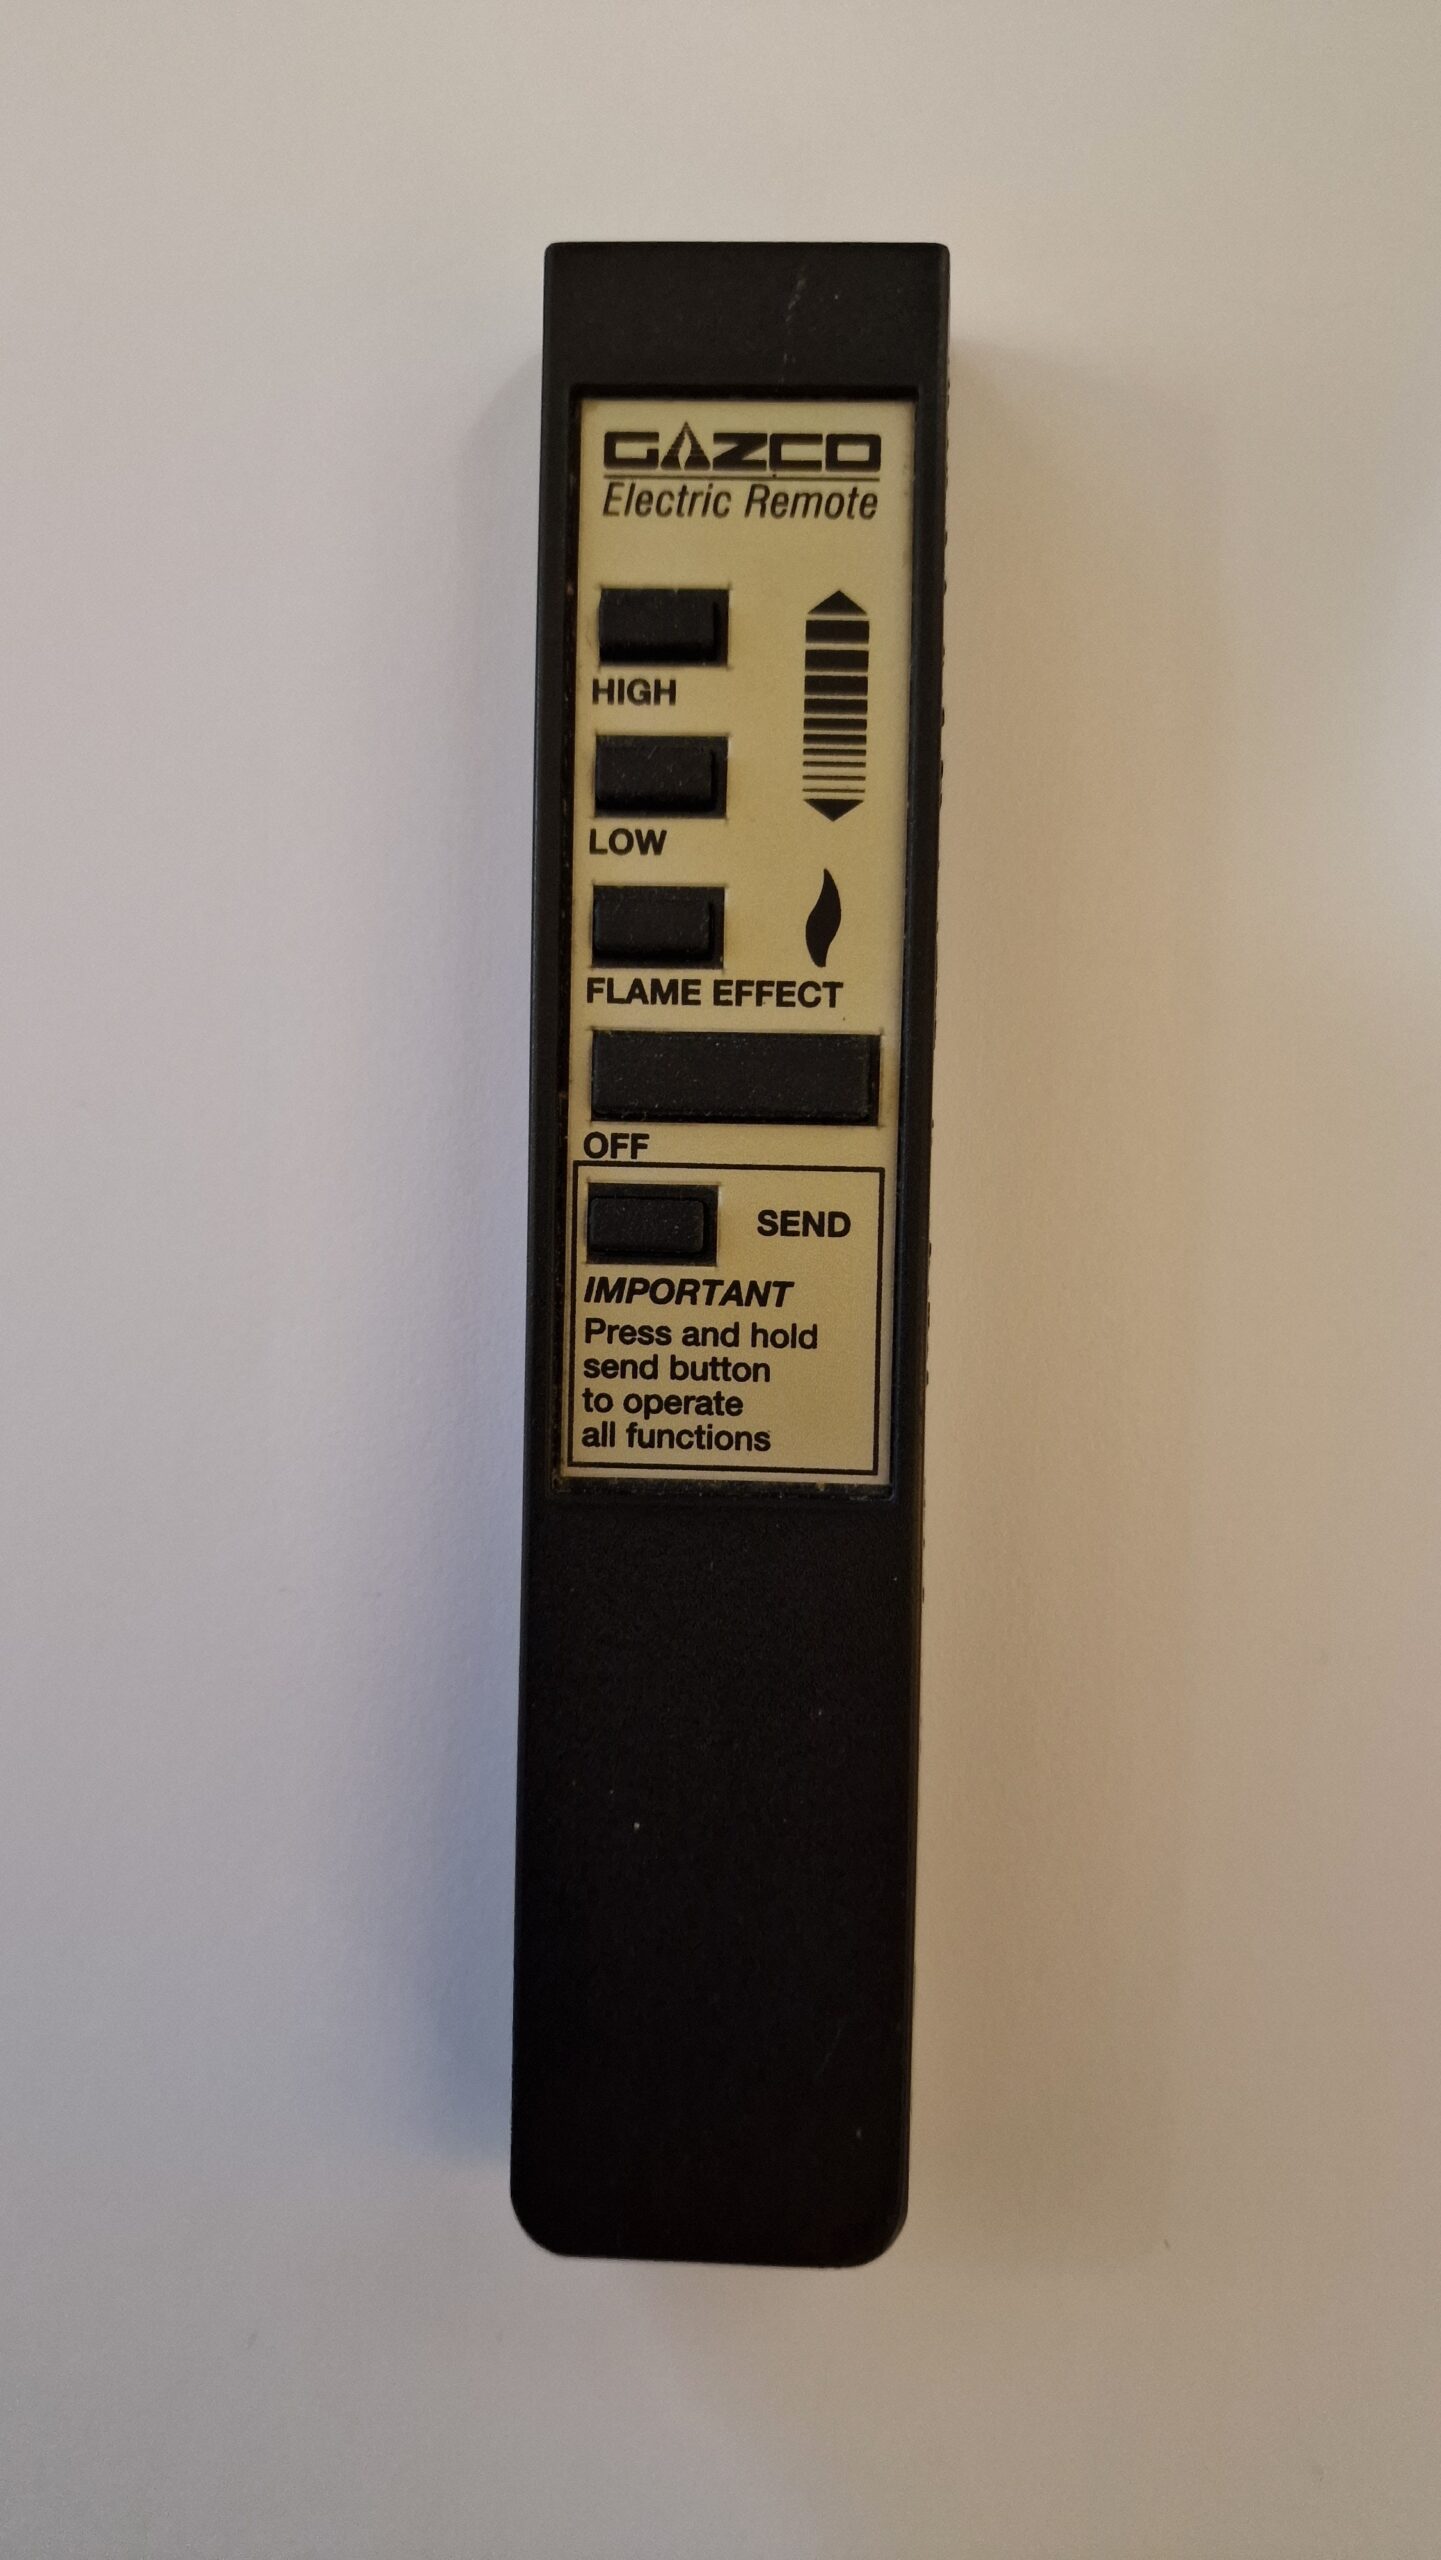 GAZCO
Electric Remote
HIGH
LOW
FLAME EFFECT
OFF
SEND
IMPORTANT
Press and hold
send button
to operate
all functions